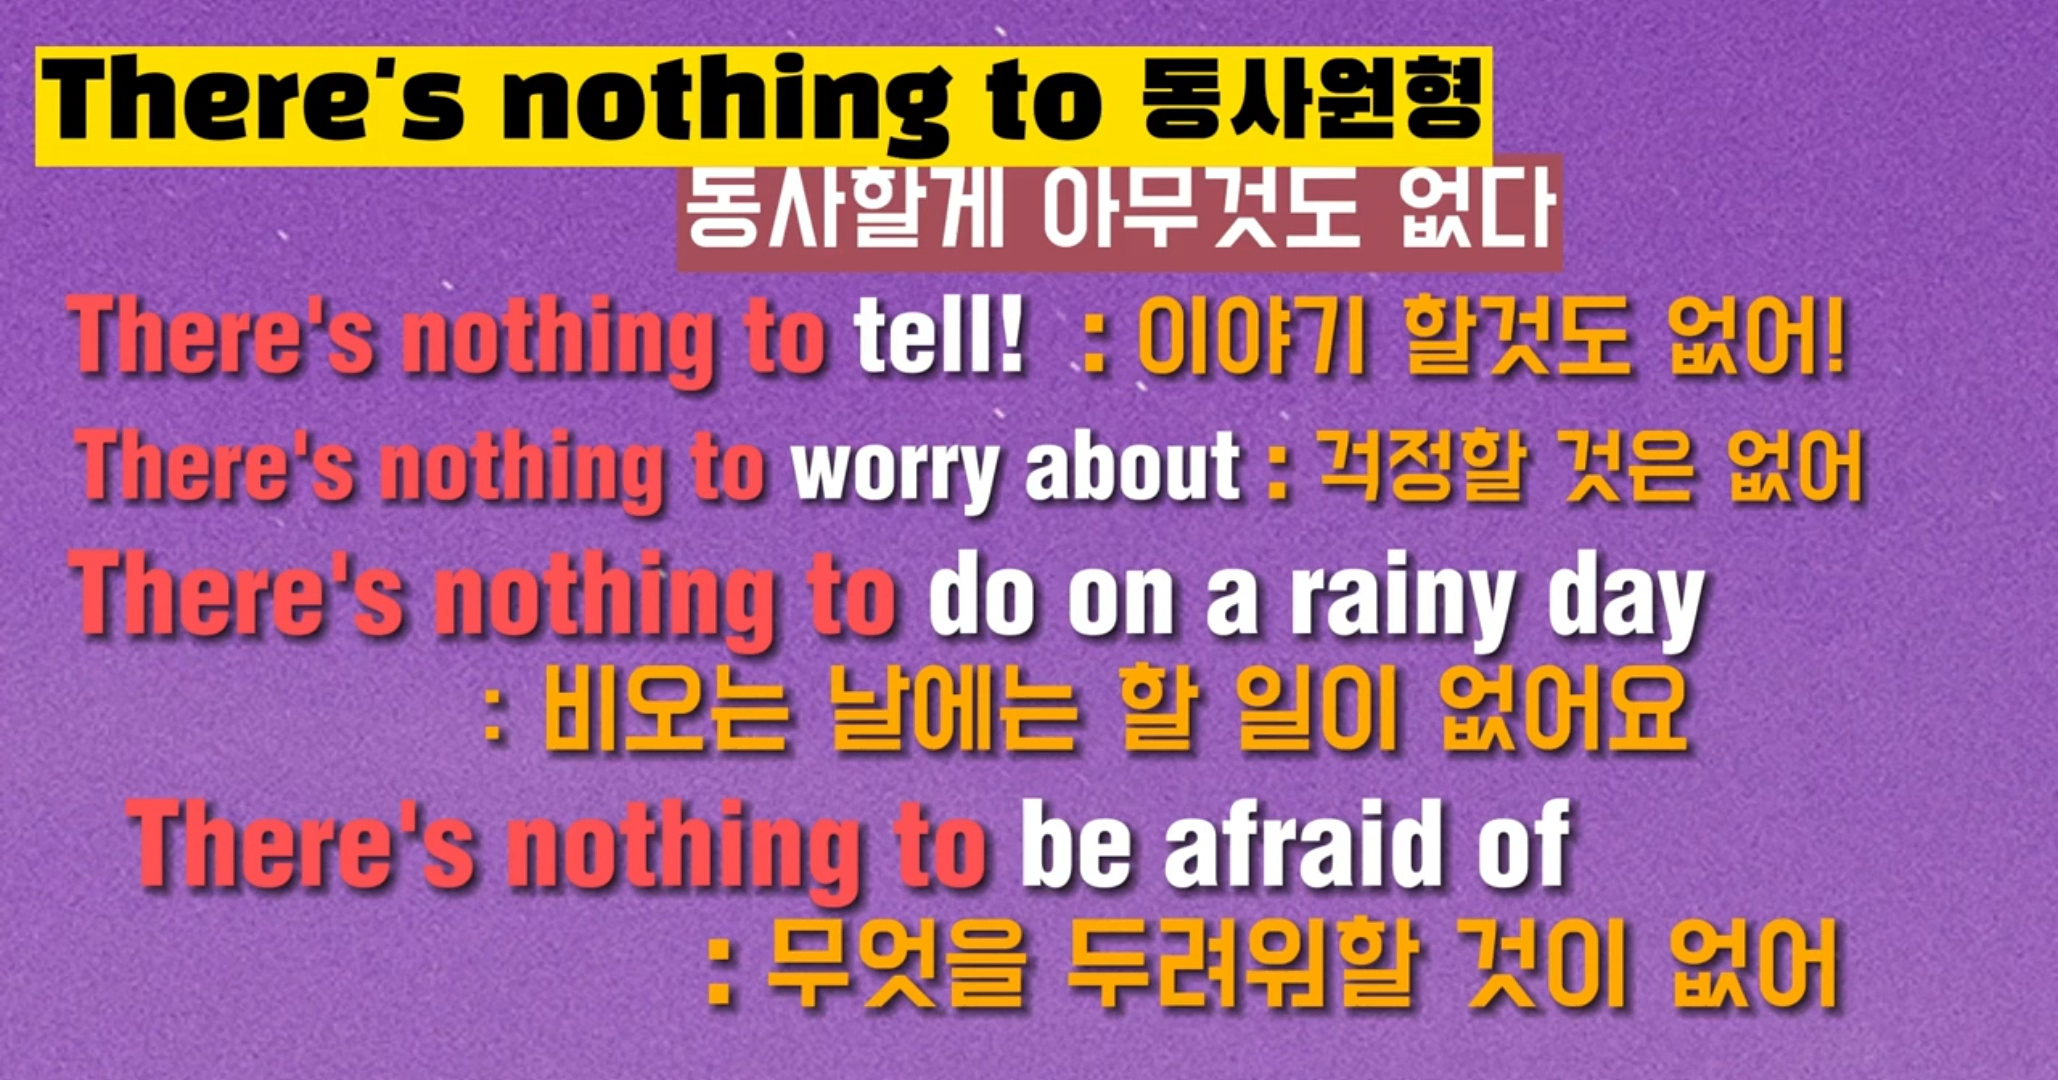 There's nothing to 동사원형
동사할게 아무것도 없다
There's nothing to tell! : 이야기 할것도 없어!
There's nothing to worry about : 걱정할 것은 없어
There's nothing to do on a rainy day
: 비오는 날에는 할 일이 없어요
There's nothing to be afraid of
: 무엇을 두려워할 것이 없어